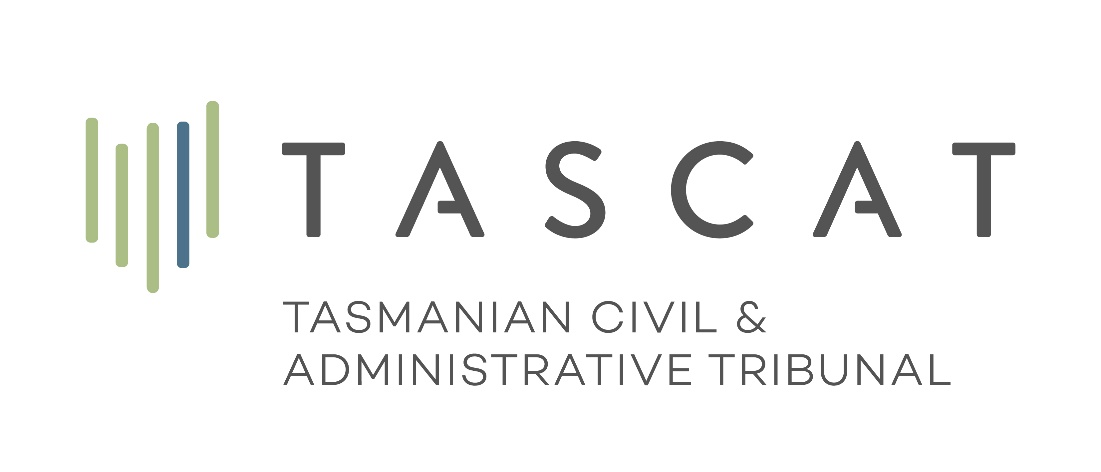 TASCAT
TASMANIAN CIVIL &
ADMINISTRATIVE TRIBUNAL